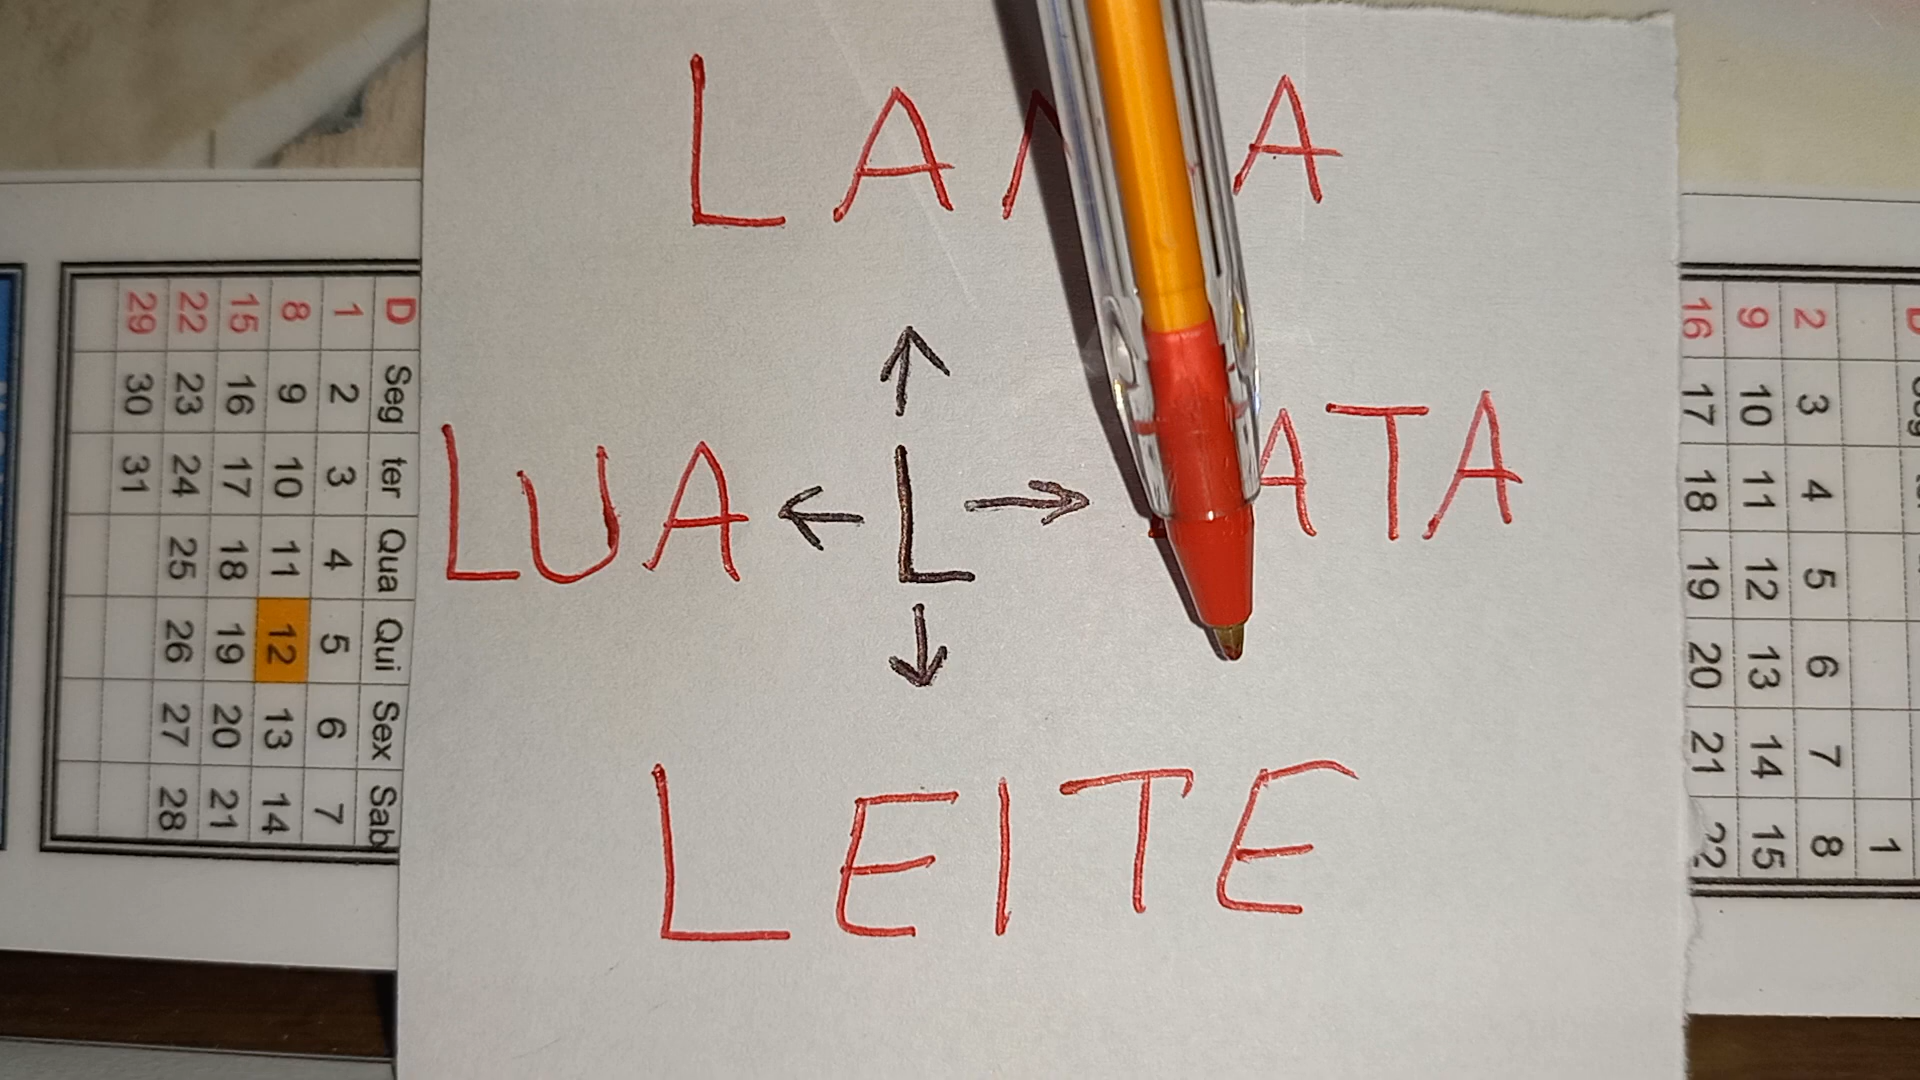 LUA ← L → LATA
LEITE
D Seg ter Qua Qui Sex Sab
1 2 3 4 5 6 7
8 9 10 11 12 13 14
15 16 17 18 19 20 21
22 23 24 25 26 27 28
29 30 31
1
2 3 4 5 6 7 8
9 10 11 12 13 14 15
16 17 18 19 20 21 22